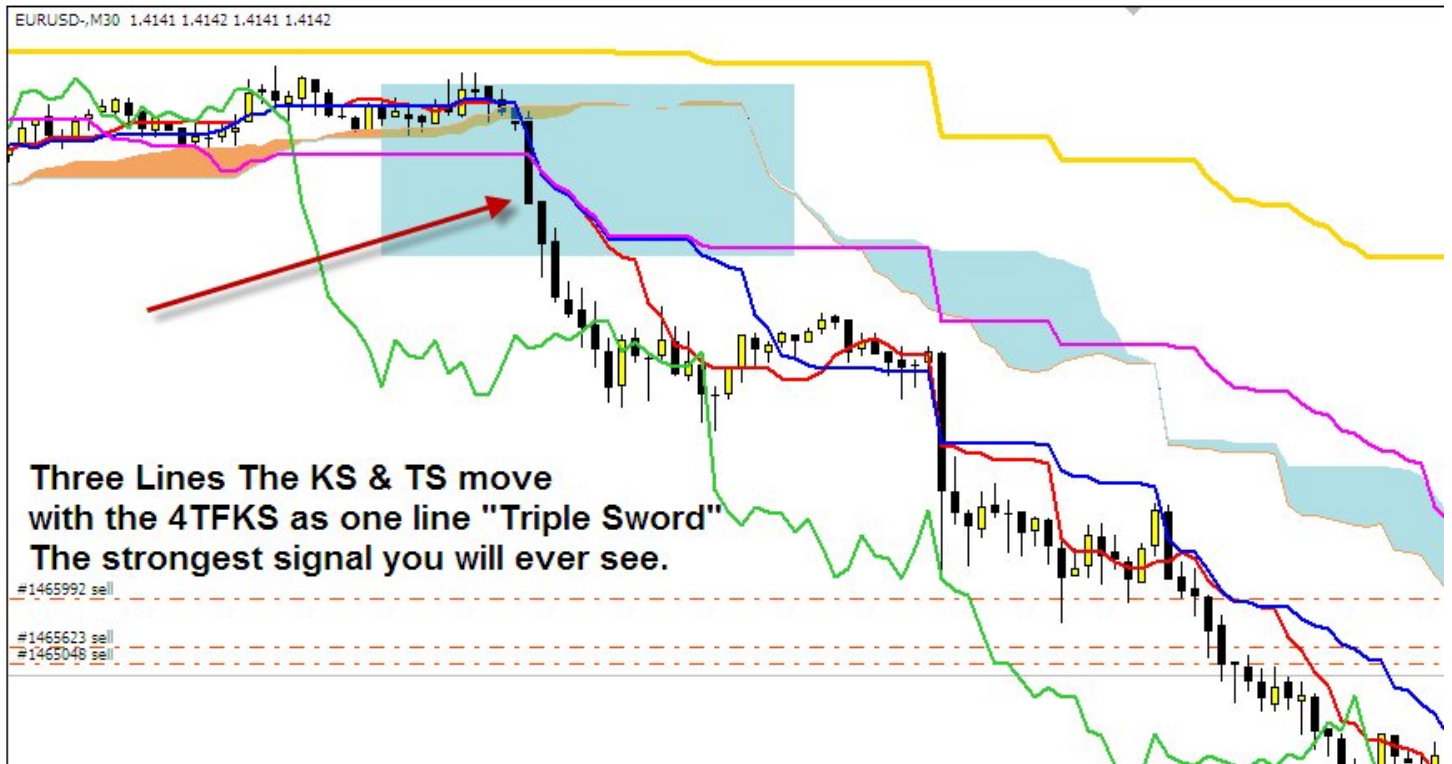 EURUSD-,M30 1.4141 1.4142 1.4141 1.4142
Three Lines The KS & TS move
with the 4TFKS as one line "Triple Sword"
The strongest signal you will ever see.
#1465992 sell
#1465623 sell
#1465048 sell